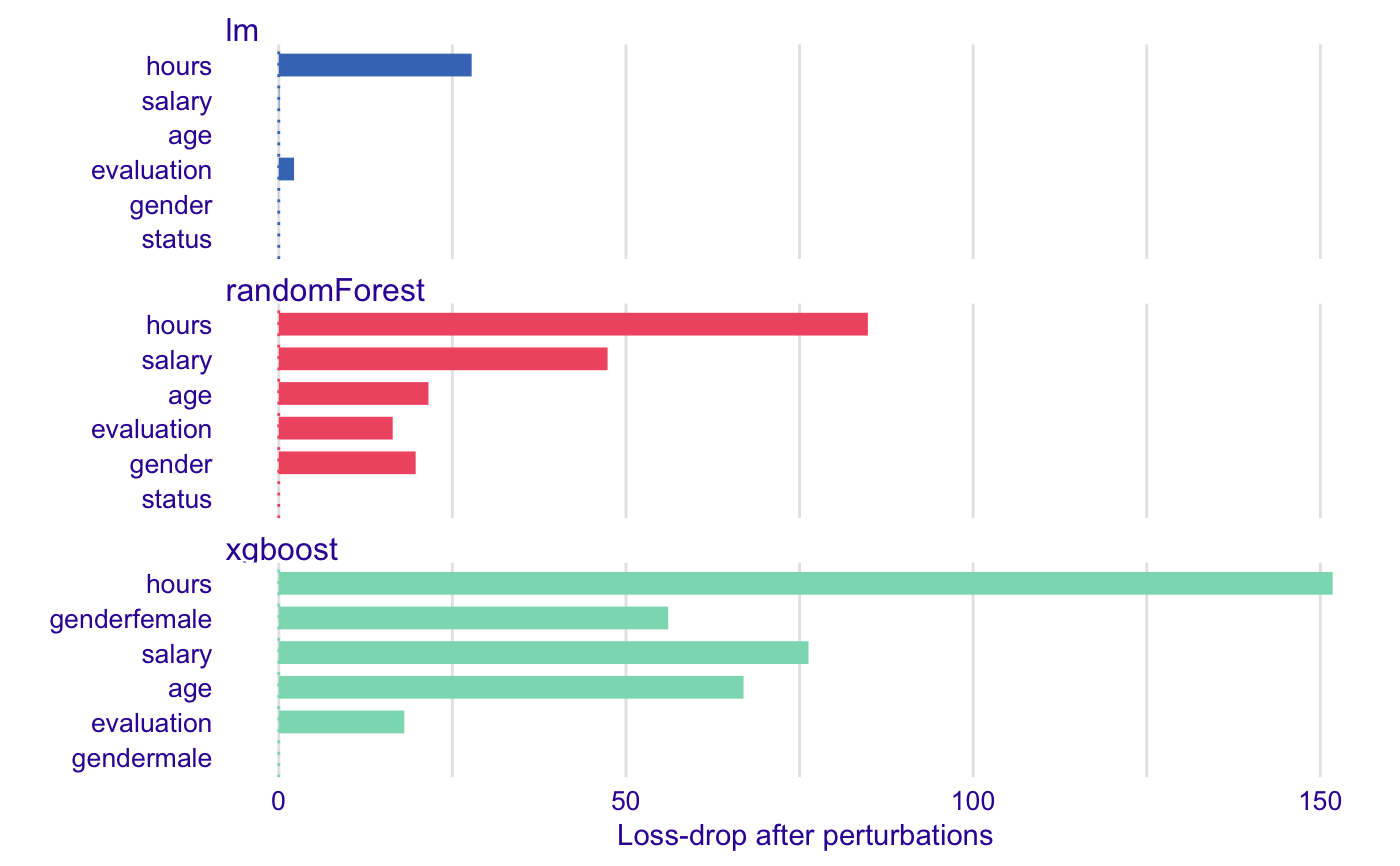 lm
hours
salary
age
evaluation
gender
status
randomForest
hours
salary
age
evaluation
gender
status
xgboost
hours
genderfemale
salary
age
evaluation
gendermale
0 50 100 150
Loss-drop after perturbations